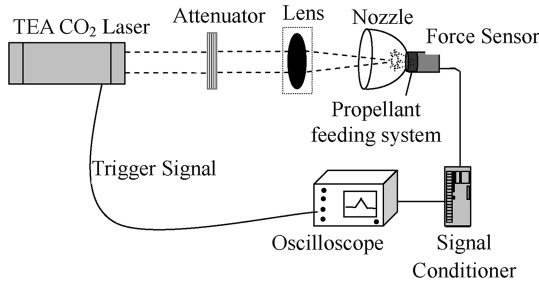 TEA CO₂ Laser
Attenuator
Lens
Nozzle
Force Sensor
Propellant
feeding system
Trigger Signal
Oscilloscope
Signal
Conditioner